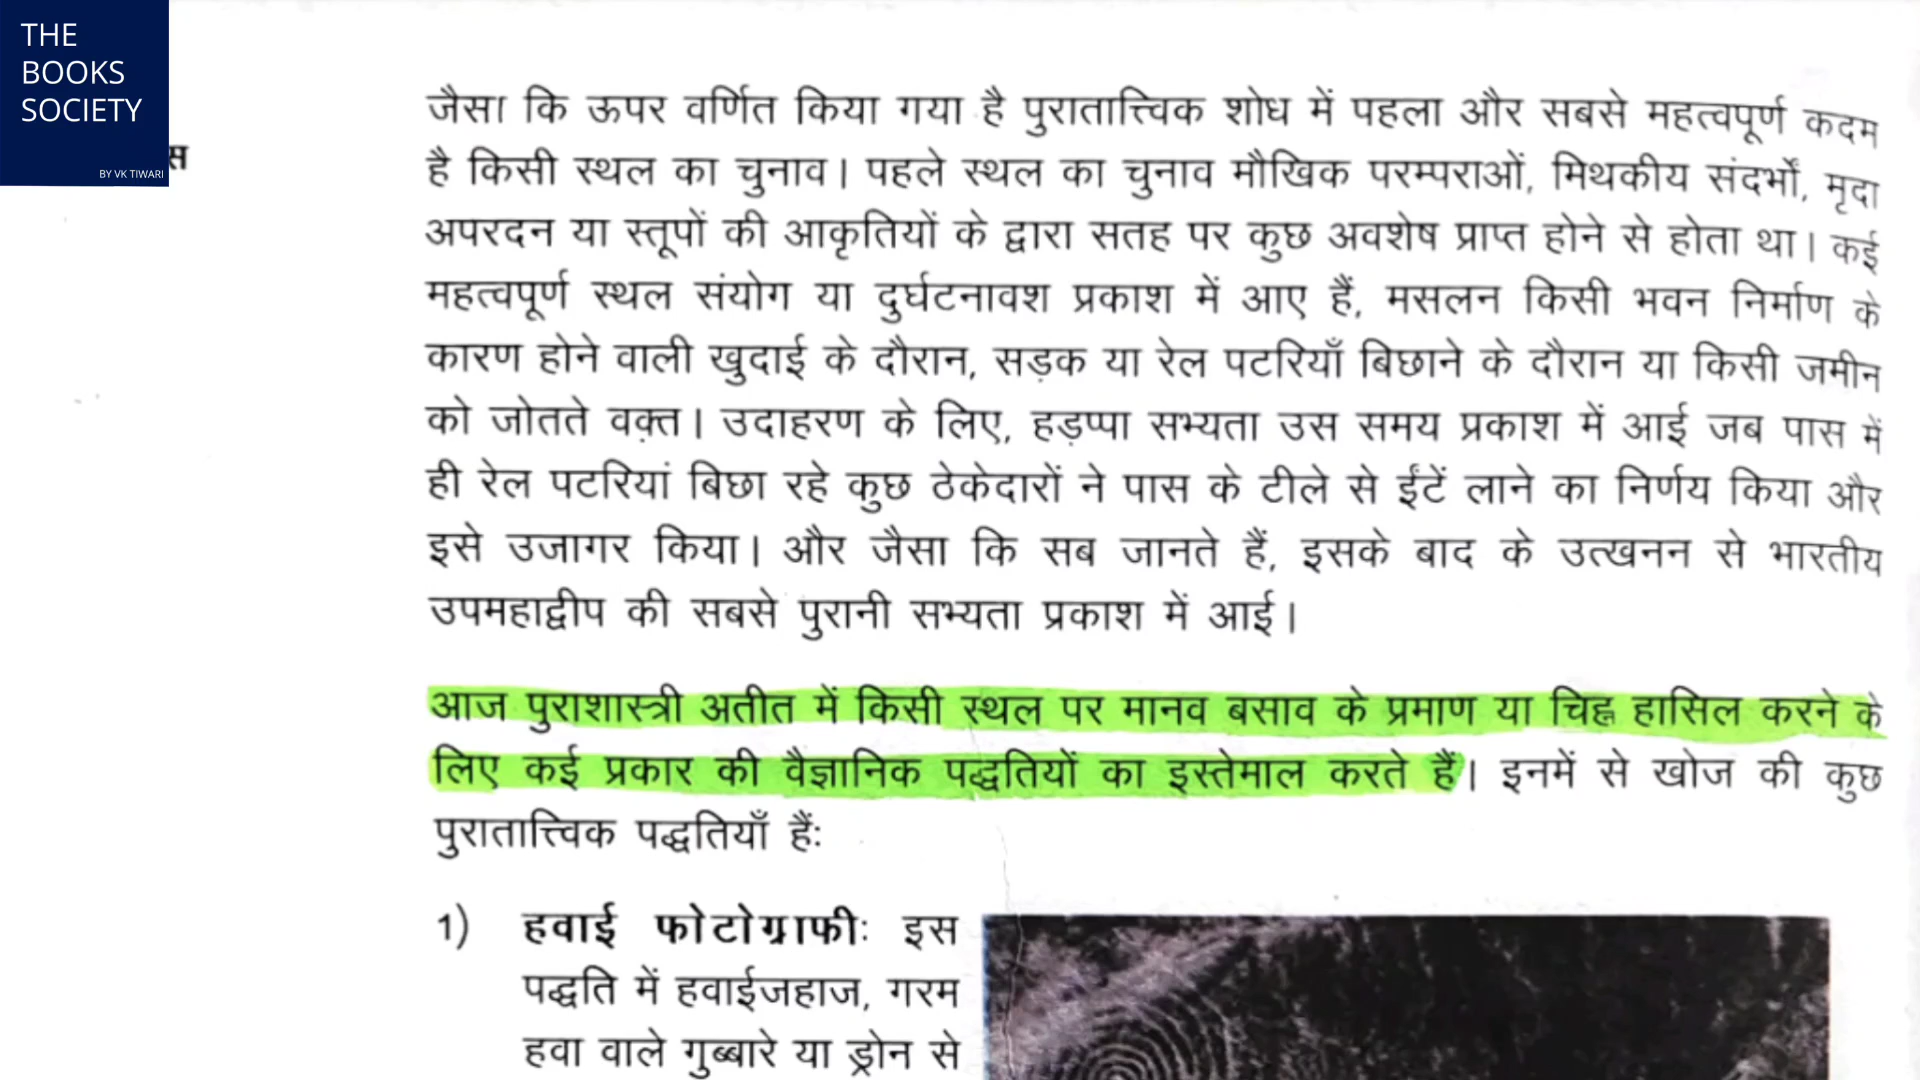 THE
BOOKS
SOCIETY
BY VK TIWARI
स
जैसा कि ऊपर वर्णित किया गया है पुरातात्त्विक शोध में पहला और सबसे महत्वपूर्ण कदम
है किसी स्थल का चुनाव। पहले स्थल का चुनाव मौखिक परम्पराओं, मिथकीय संदर्भों, मृदा
अपरदन या स्तूपों की आकृतियों के द्वारा सतह पर कुछ अवशेष प्राप्त होने से होता था। कई
महत्वपूर्ण स्थल संयोग या दुर्घटनावश प्रकाश में आए हैं, मसलन किसी भवन निर्माण के
कारण होने वाली खुदाई के दौरान, सड़क या रेल पटरियाँ बिछाने के दौरान या किसी जमीन
को जोतते वक़्त। उदाहरण के लिए, हड़प्पा सभ्यता उस समय प्रकाश में आई जब पास में
ही रेल पटरियां बिछा रहे कुछ ठेकेदारों ने पास के टीले से ईंटें लाने का निर्णय किया और
इसे उजागर किया। और जैसा कि सब जानते हैं, इसके बाद के उत्खनन से भारतीय
उपमहाद्वीप की सबसे पुरानी सभ्यता प्रकाश में आई।
आज पुराशास्त्री अतीत में किसी स्थल पर मानव बसाव के प्रमाण या चिह्न हासिल करने के
लिए कई प्रकार की वैज्ञानिक पद्धतियों का इस्तेमाल करते हैं। इनमें से खोज की कुछ
पुरातात्त्विक पद्धतियाँ हैंः
1) हवाई फोटोग्राफीः इस
पद्धति में हवाईजहाज, गरम
हवा वाले गुब्बारे या ड्रोन से